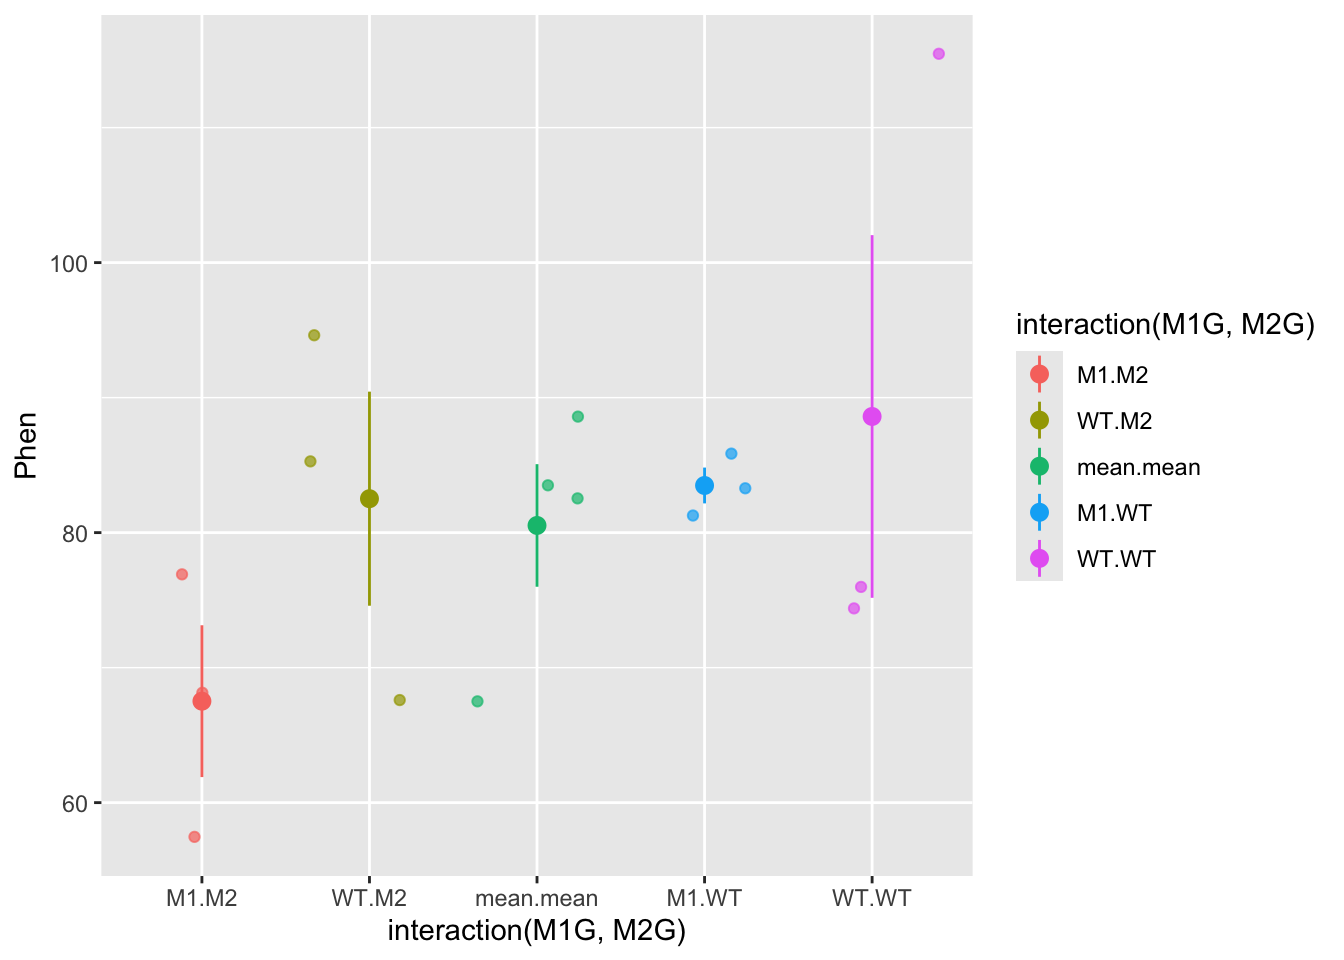 Phen
100
80
60
M1.M2 WT.M2 mean.mean M1.WT WT.WT
interaction(M1G, M2G)
interaction(M1G, M2G)
M1.M2
WT.M2
mean.mean
M1.WT
WT.WT